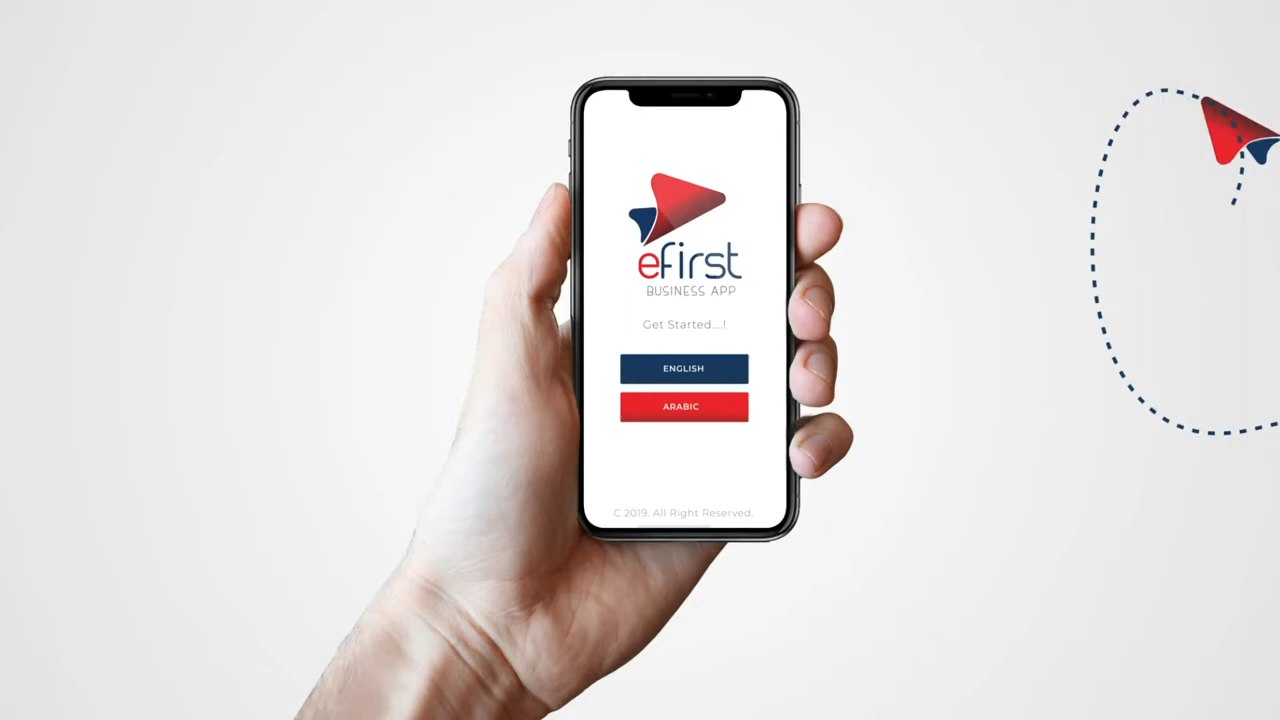 efirst
BUSINESS APP
Get Started....!
ENGLISH
ARABIC
C 2019. All Right Reserved.